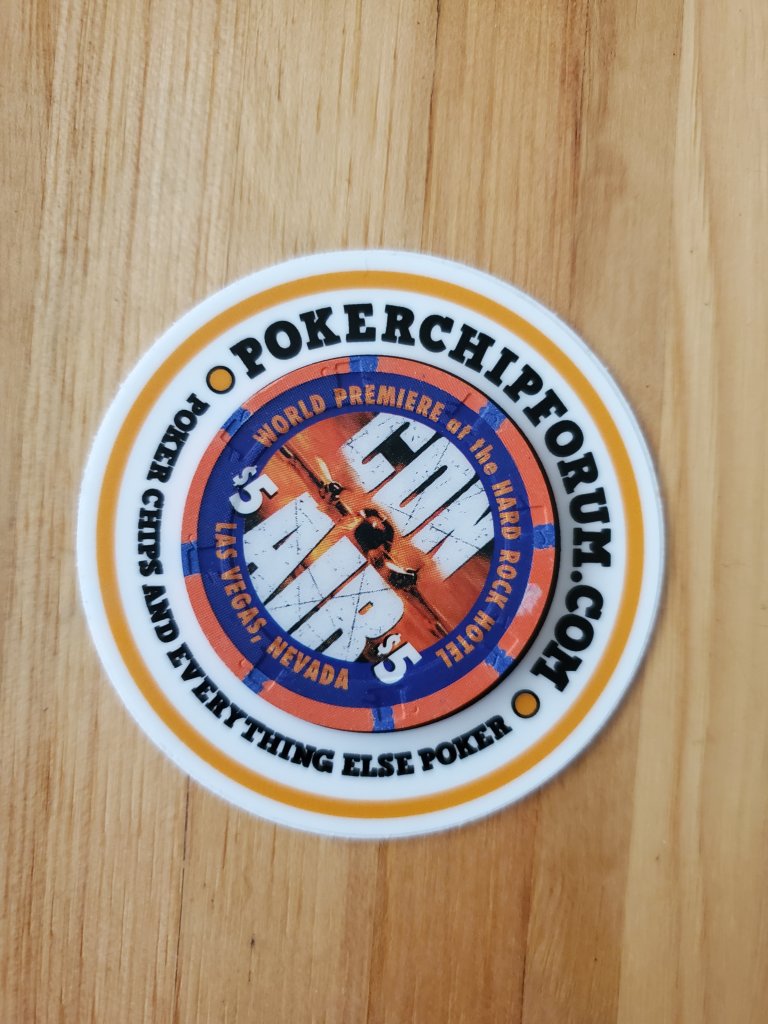 POKERCHIPFORUM.COM
POKER CHIPS AND EVERYTHING ELSE POKER
WORLD PREMIERE at the HARD ROCK HOTEL
$5
CON
AIR
$5
LAS VEGAS, NEVADA